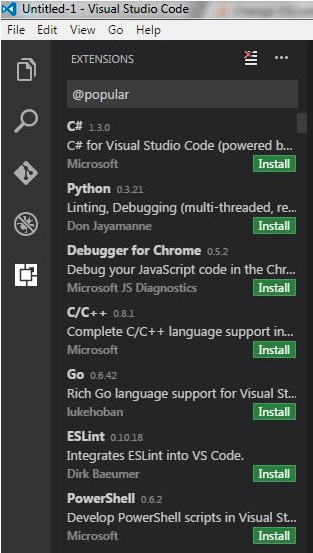 Untitled-1 - Visual Studio Code
File Edit View Go Help
EXTENSIONS
@popular
C# 1.3.0
C# for Visual Studio Code (powered b...
Microsoft Install
Python 0.3.21
Linting, Debugging (multi-threaded, re...
Don Jayamanne Install
Debugger for Chrome 0.5.2
Debug your JavaScript code in the Chr...
Microsoft JS Diagnostics Install
C/C++ 0.8.1
Complete C/C++ language support in...
Microsoft Install
Go 0.6.42
Rich Go language support for Visual St...
lukehoban Install
ESLint 0.10.18
Integrates ESLint into VS Code.
Dirk Baeumer Install
PowerShell 0.6.2
Develop PowerShell scripts in Visual St...
Microsoft Install